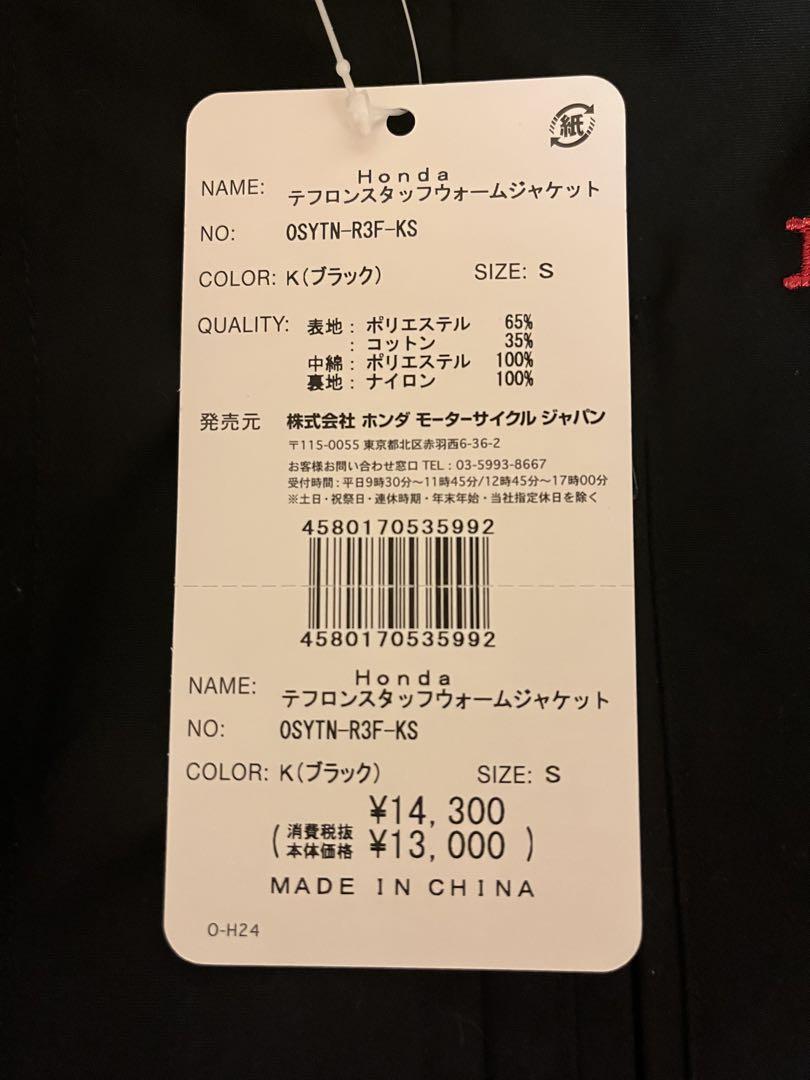 紙
Honda
NAME: テフロンスタッフウォームジャケット
NO: OSYTN-R3F-KS
COLOR: K(ブラック) SIZE: S
QUALITY: 表地: ポリエステル 65%
: コットン 35%
中綿: ポリエステル 100%
裏地: ナイロン 100%
発売元 株式会社 ホンダ モーターサイクル ジャパン
〒115-0055 東京都北区赤羽西6-36-2
お客様お問い合わせ窓口 TEL:03-5993-8667
受付時間:平日9時30分〜11時45分/12時45分〜17時00分
※土日・祝祭日・連休時期・年末年始・当社指定休日を除く
4580170535992
4580170535992
Honda
NAME: テフロンスタッフウォームジャケット
NO: OSYTN-R3F-KS
COLOR: K(ブラック) SIZE: S
¥14,300
(消費税抜
本体価格 ¥13,000)
MADE IN CHINA
O-H24